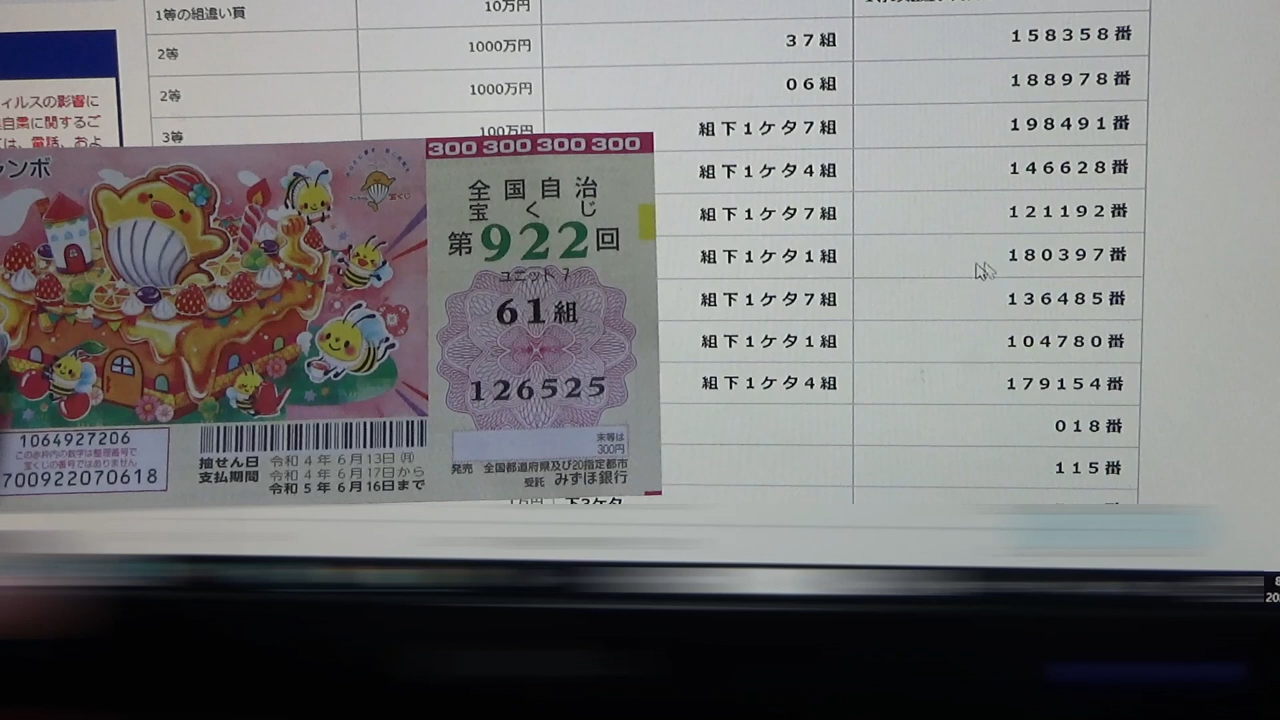 1等の組違い賞 10万円
2等 1000万円 37組 158358番
2等 1000万円 06組 188978番
3等 100万円 組下1ケタ7組 198491番
組下1ケタ4組 146628番
組下1ケタ7組 121192番
組下1ケタ1組 180397番
組下1ケタ7組 136485番
組下1ケタ1組 104780番
組下1ケタ4組 179154番
018番
115番
下3ケタ
ィルスの影響に
自粛に関するご
は、電話、およ
ャンボ
宝くじ
300 300 300 300
全国自治
宝くじ
第922回
ユニット 7
61組
126525
末等は
300円
1064927206
この赤枠内の数字は整理番号で
宝くじの番号ではありません
700922070618
抽せん日 令和4年6月13日(月)
支払期間 令和4年6月17日から
令和5年6月16日まで
発売 全国都道府県及び20指定都市
受託 みずほ銀行